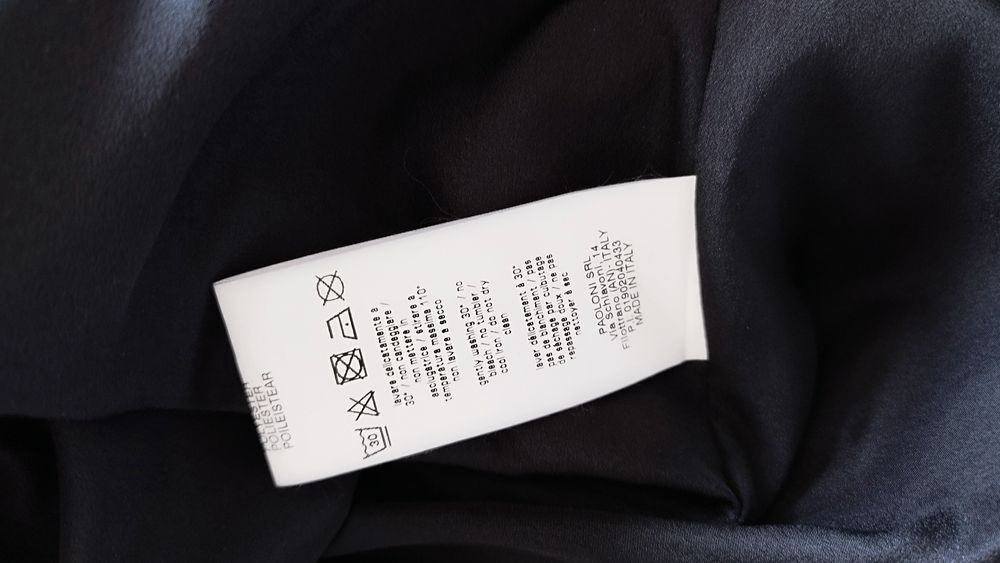 POLYESTER
POLIESTER
POILEISTEAR
30
lavare delicatamente a
30° / non candeggiare /
non mettere in
asciugatrice / stirare a
temperatura massima 110°
non lavare a secco
gently washing 30° / no
bleach / no tumbler/
cool iron / do not dry
clean
laver délicatement à 30°
pas de blanchiment / pas
de séchage par culbutage
repassage doux / ne pas
nettoyer à sec
PAOLONI SRL
Via Schiavoni, 14
Filottrano (AN). ITALY
P.I. 01902040433
MADE IN ITALY